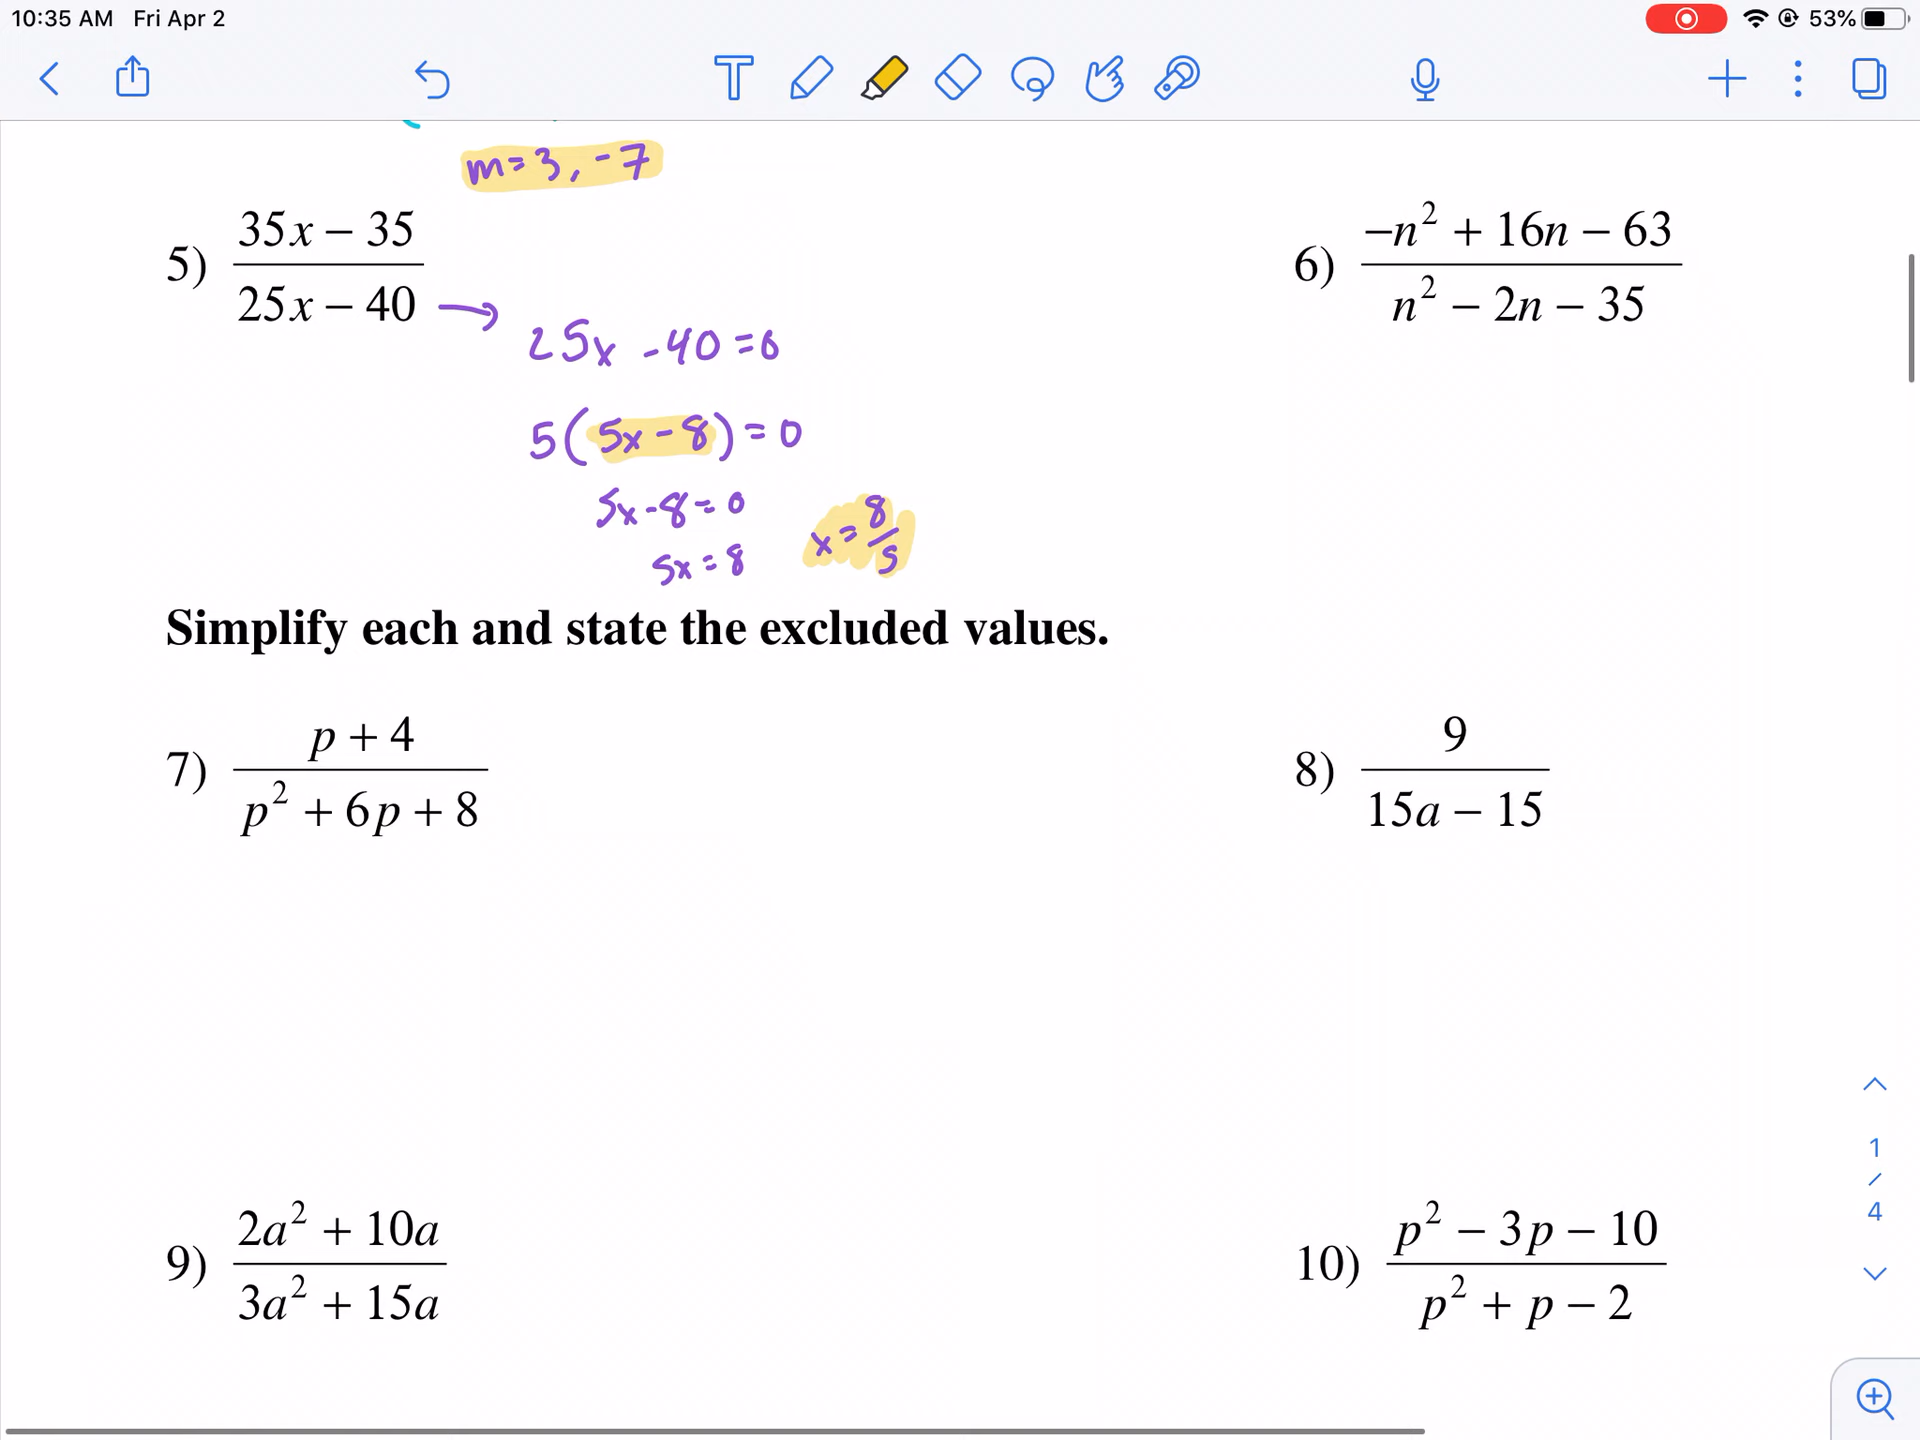 10:35 AM Fri Apr 2 53%
m=3, -7
5) (35x − 35)/(25x − 40)
6) (−n² + 16n − 63)/(n² − 2n − 35)
25x -40=0
5(5x-8)=0
5x-8=0
5x=8
x=8/5
Simplify each and state the excluded values.
7) (p + 4)/(p² + 6p + 8)
8) 9/(15a − 15)
9) (2a² + 10a)/(3a² + 15a)
10) (p² − 3p − 10)/(p² + p − 2)
1
/
4